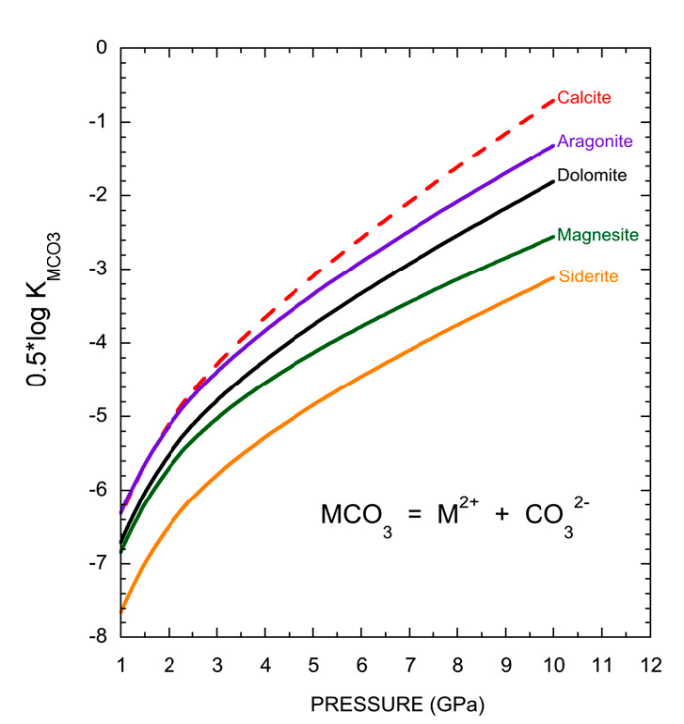 0
-1
-2
-3
-4
-5
-6
-7
-8
0.5*log K_MCO3
Calcite
Aragonite
Dolomite
Magnesite
Siderite
MCO₃ = M²⁺ + CO₃²⁻
1 2 3 4 5 6 7 8 9 10 11 12
PRESSURE (GPa)